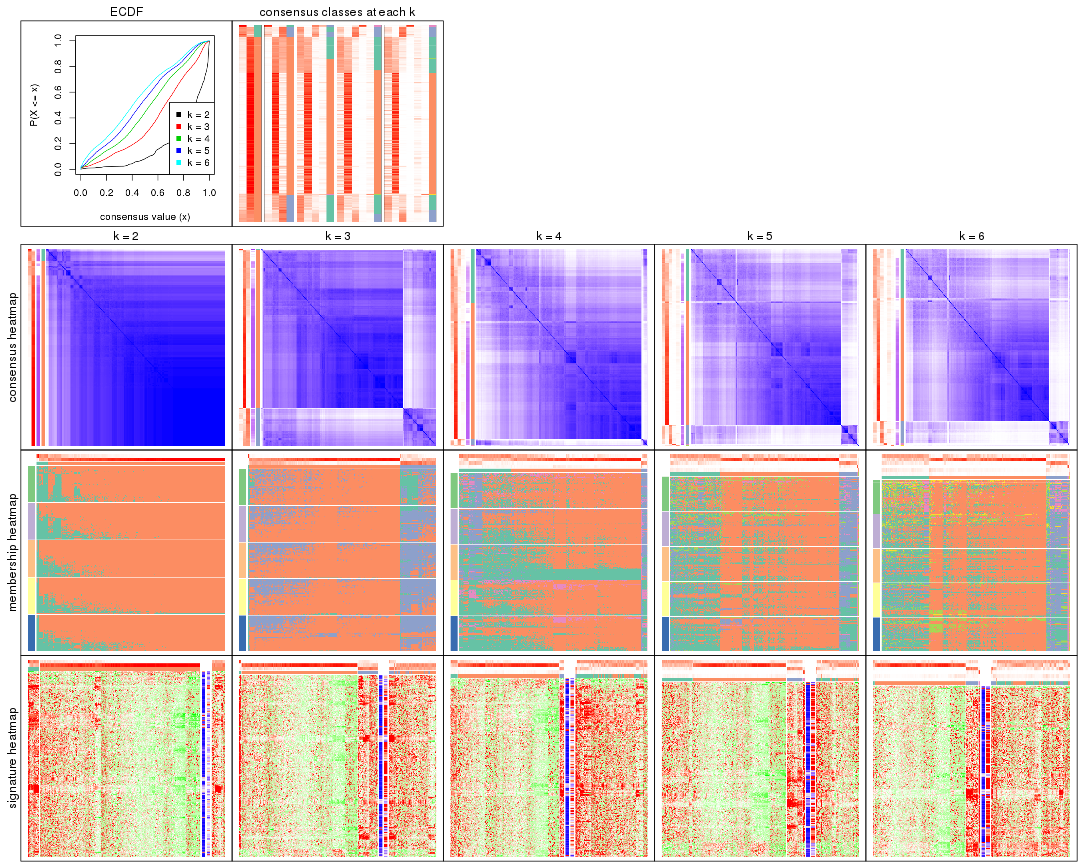 ECDF
consensus classes at each k
P(X <= x)
0.0 0.2 0.4 0.6 0.8 1.0
k = 2
k = 3
k = 4
k = 5
k = 6
0.0 0.2 0.4 0.6 0.8 1.0
consensus value (x)
k = 2
k = 3
k = 4
k = 5
k = 6
consensus heatmap
membership heatmap
signature heatmap